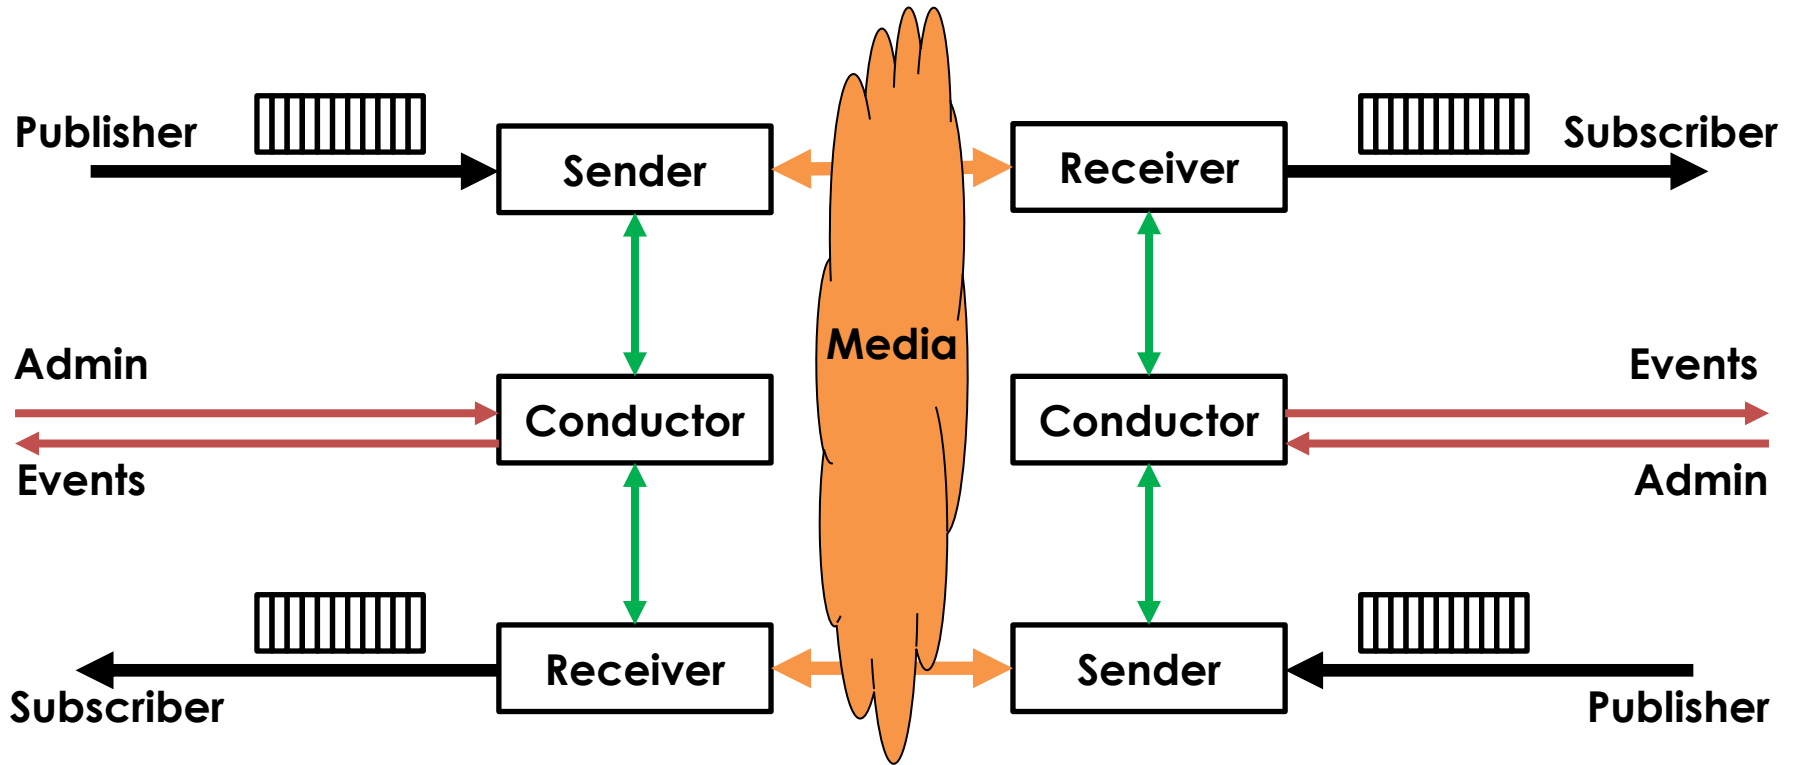 Publisher
Sender
Receiver
Subscriber
Media
Admin
Conductor
Conductor
Events
Events
Admin
Receiver
Sender
Subscriber
Publisher